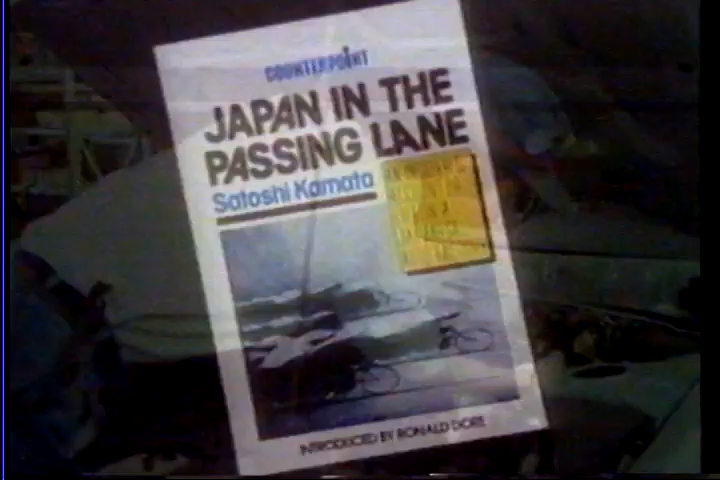 COUNTERPOINT
JAPAN IN THE
PASSING LANE
Satoshi Kamata
INTRODUCED BY RONALD DORE